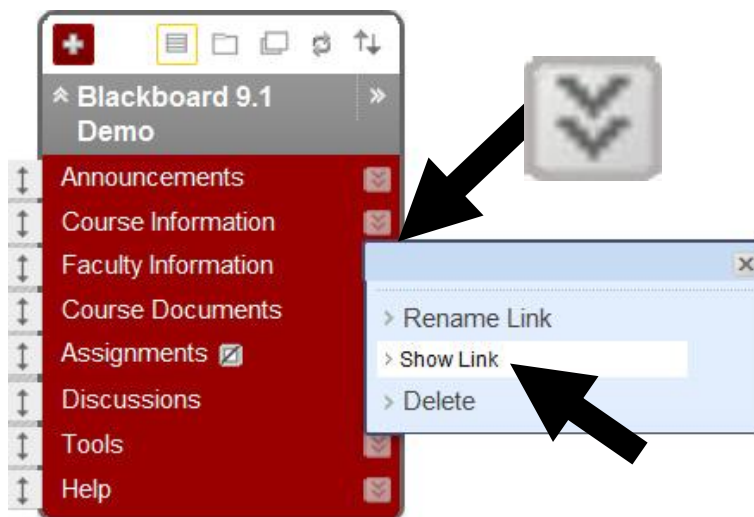 Blackboard 9.1
Demo
Announcements
Course Information
Faculty Information
Course Documents
Assignments
Discussions
Tools
Help
Rename Link
Show Link
Delete